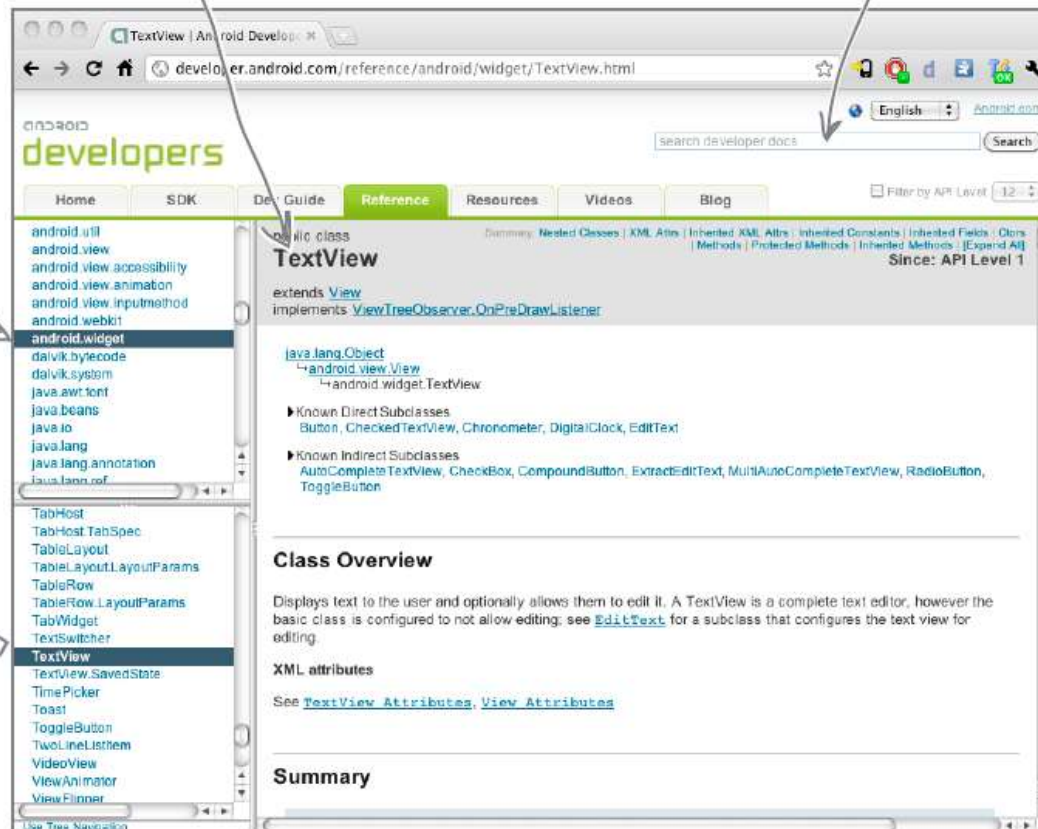 TextView | Android Develop
developer.android.com/reference/android/widget/TextView.html
English
Android.com
android
developers
search developer docs
Search
Home SDK Dev Guide Reference Resources Videos Blog
Filter by API Level 12
android.util
android.view
android.view.accessibility
android.view.animation
android.view.inputmethod
android.webkit
android.widget
dalvik.bytecode
dalvik.system
java.awt.font
java.beans
java.io
java.lang
java.lang.annotation
java.lang.ref
TabHost
TabHost.TabSpec
TableLayout
TableLayout.LayoutParams
TableRow
TableRow.LayoutParams
TabWidget
TextSwitcher
TextView
TextView.SavedState
TimePicker
Toast
ToggleButton
TwoLineListItem
VideoView
ViewAnimator
ViewFlipper
Use Tree Navigation
public class
Summary: Nested Classes | XML Attrs | Inherited XML Attrs | Inherited Constants | Inherited Fields | Ctors
| Methods | Protected Methods | Inherited Methods | [Expand All]
TextView
Since: API Level 1
extends View
implements ViewTreeObserver.OnPreDrawListener
java.lang.Object
↳android.view.View
↳android.widget.TextView
Known Direct Subclasses
Button, CheckedTextView, Chronometer, DigitalClock, EditText
Known Indirect Subclasses
AutoCompleteTextView, CheckBox, CompoundButton, ExtractEditText, MultiAutoCompleteTextView, RadioButton,
ToggleButton
Class Overview
Displays text to the user and optionally allows them to edit it. A TextView is a complete text editor, however the
basic class is configured to not allow editing; see EditText for a subclass that configures the text view for
editing.
XML attributes
See TextView Attributes, View Attributes
Summary